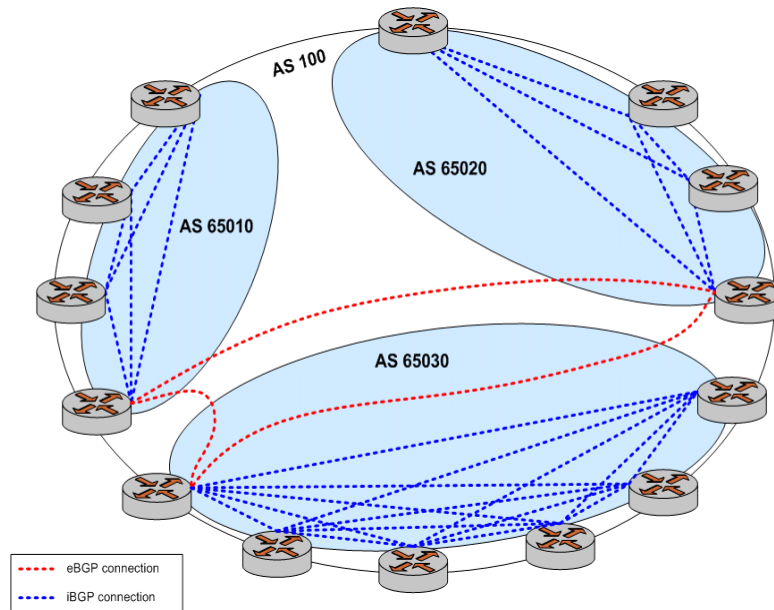 AS 100
AS 65020
AS 65010
AS 65030
eBGP connection
iBGP connection